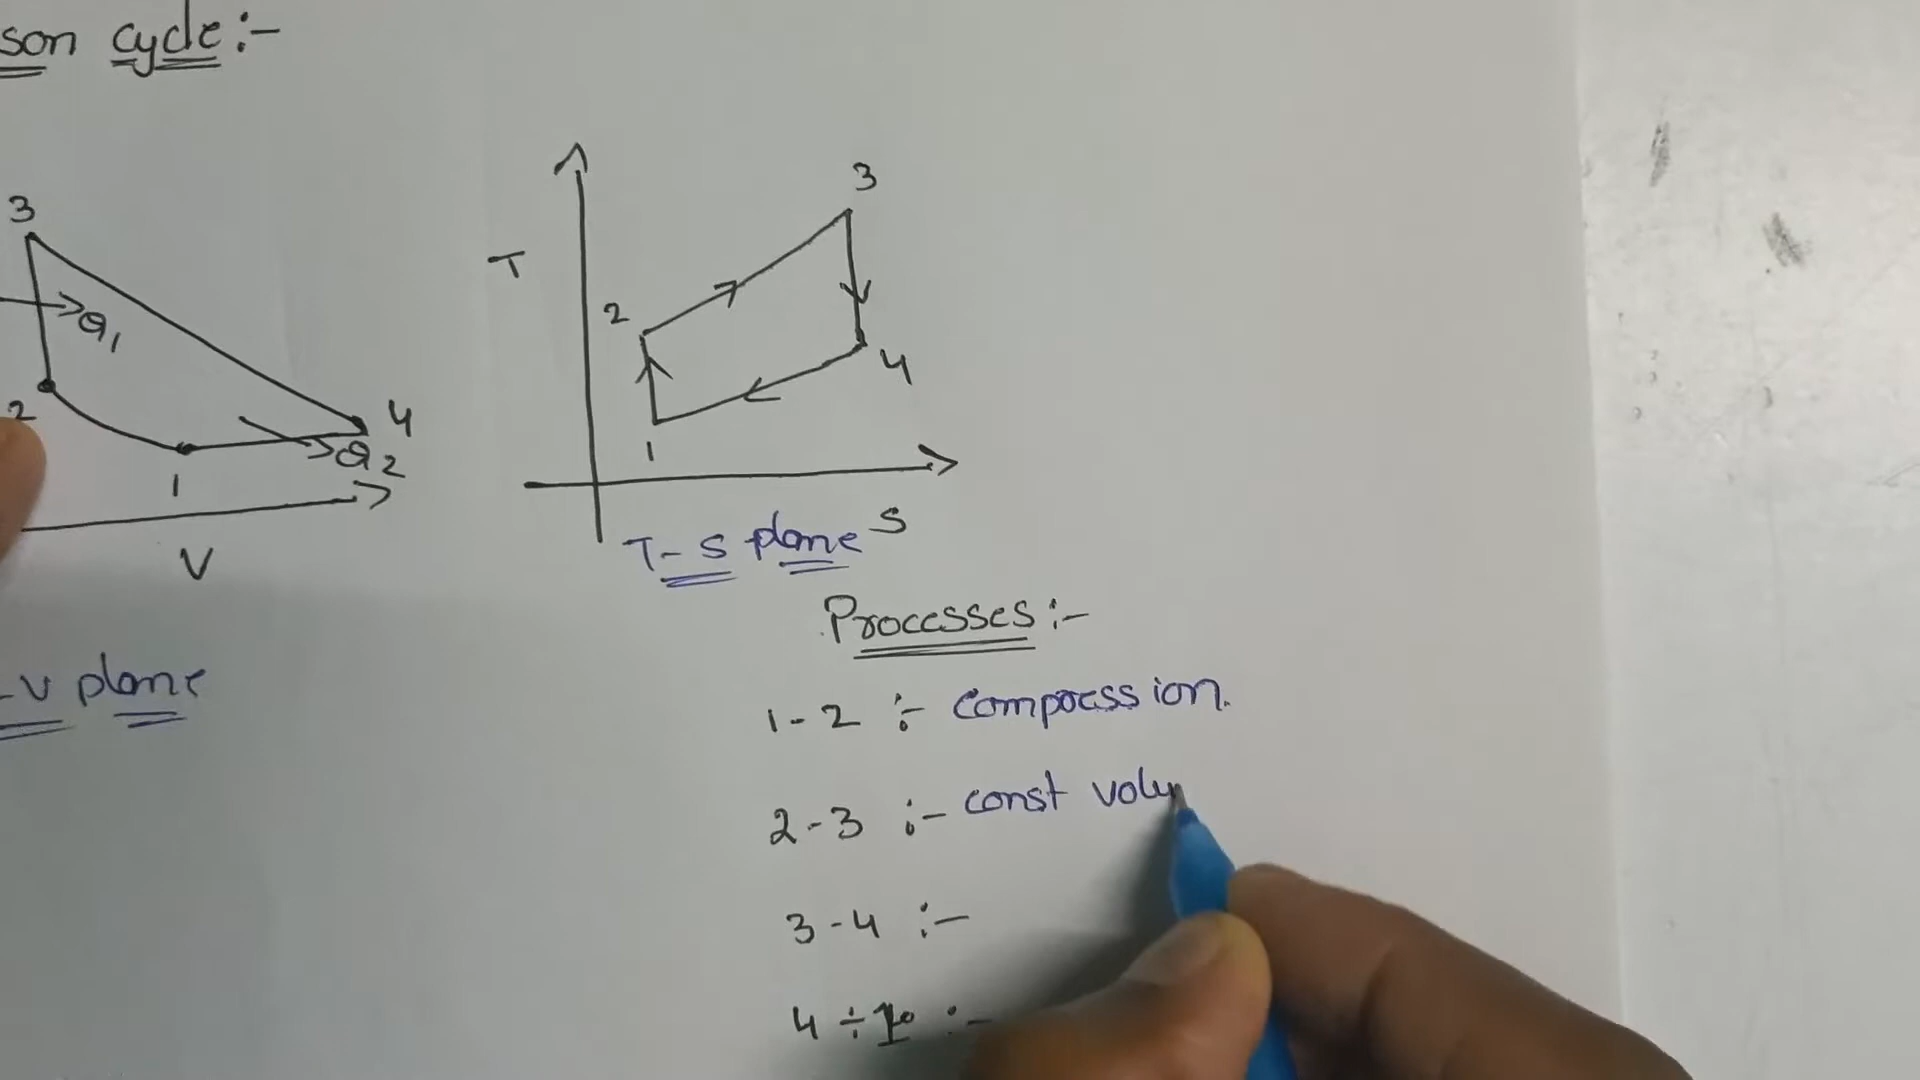 son cycle:-
3
3
T
2
Q1
4
2
4
Q2
1
1
S
V
T-S plane
Processes:-
-V plane
1-2 :- compression.
2-3 :- const volu
3-4 :-
4